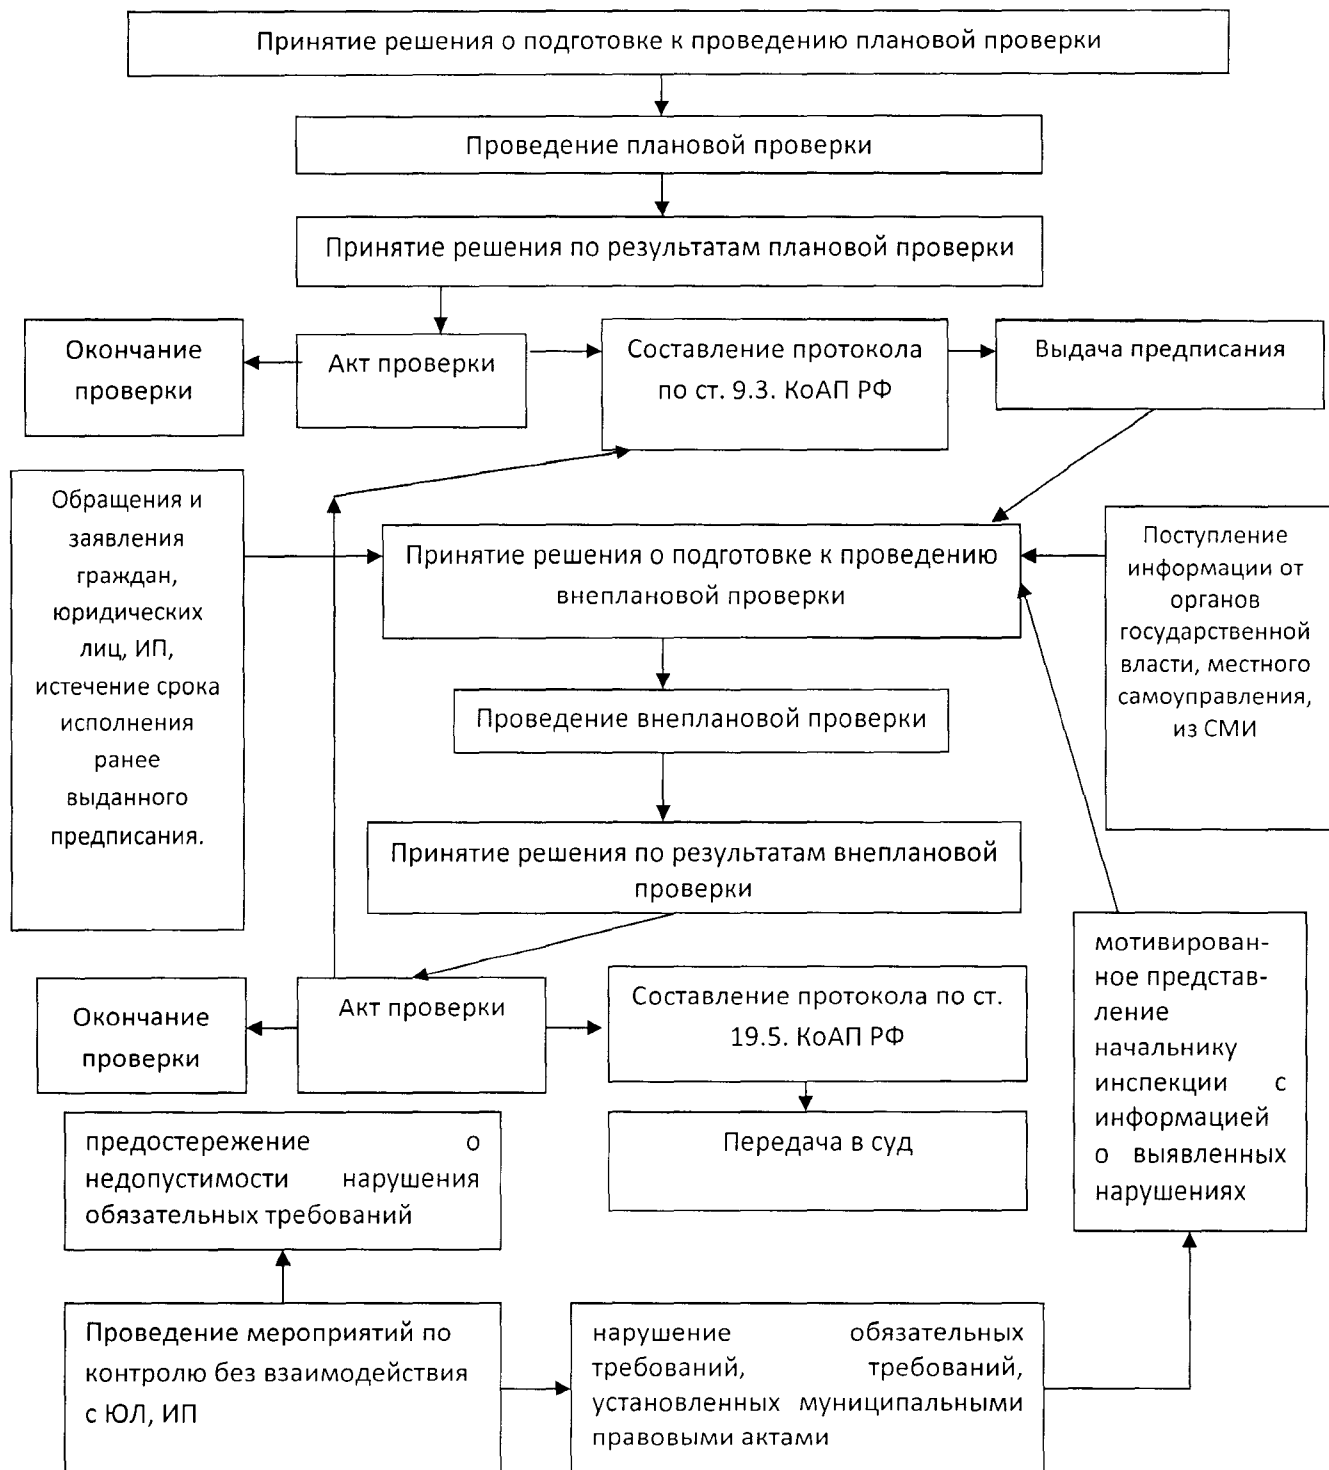 Принятие решения о подготовке к проведению плановой проверки
Проведение плановой проверки
Принятие решения по результатам плановой проверки
Окончание
проверки
Акт проверки
Составление протокола
по ст. 9.3. КоАП РФ
Выдача предписания
Обращения и
заявления
граждан,
юридических
лиц, ИП,
истечение срока
исполнения
ранее
выданного
предписания.
Принятие решения о подготовке к проведению
внеплановой проверки
Поступление
информации от
органов
государственной
власти, местного
самоуправления,
из СМИ
Проведение внеплановой проверки
Принятие решения по результатам внеплановой
проверки
Окончание
проверки
Акт проверки
Составление протокола по ст.
19.5. КоАП РФ
мотивирован-
ное представ-
ление
начальнику
инспекции с
информацией
о выявленных
нарушениях
предостережение о
недопустимости нарушения
обязательных требований
Передача в суд
Проведение мероприятий по
контролю без взаимодействия
с ЮЛ, ИП
нарушение обязательных
требований, требований,
установленных муниципальными
правовыми актами